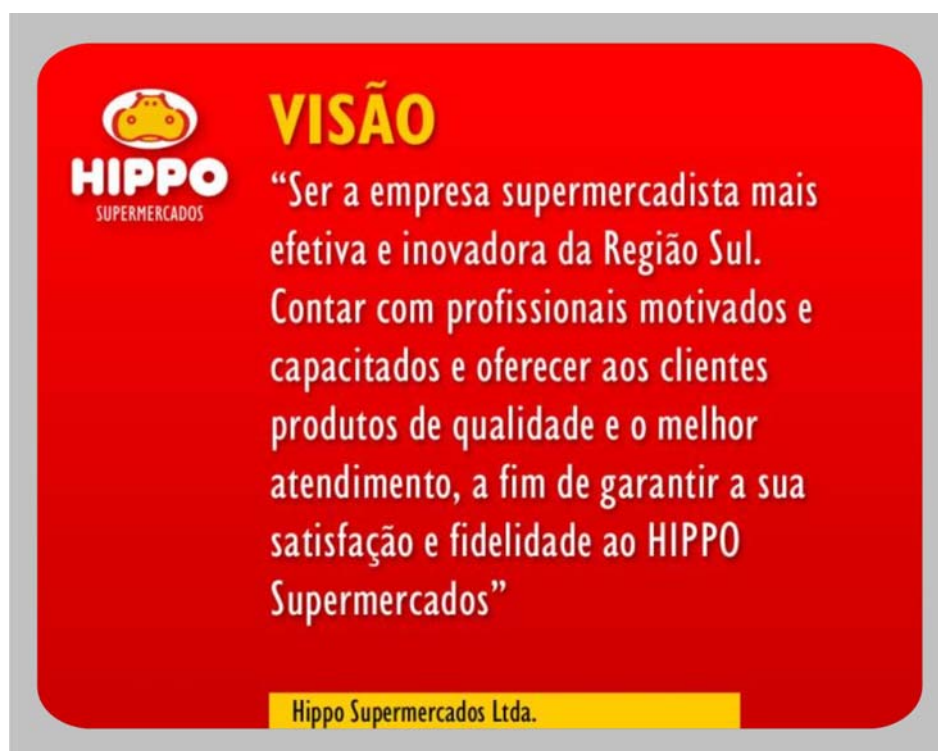 HIPPO
SUPERMERCADOS
VISÃO
“Ser a empresa supermercadista mais
efetiva e inovadora da Região Sul.
Contar com profissionais motivados e
capacitados e oferecer aos clientes
produtos de qualidade e o melhor
atendimento, a fim de garantir a sua
satisfação e fidelidade ao HIPPO
Supermercados”
Hippo Supermercados Ltda.